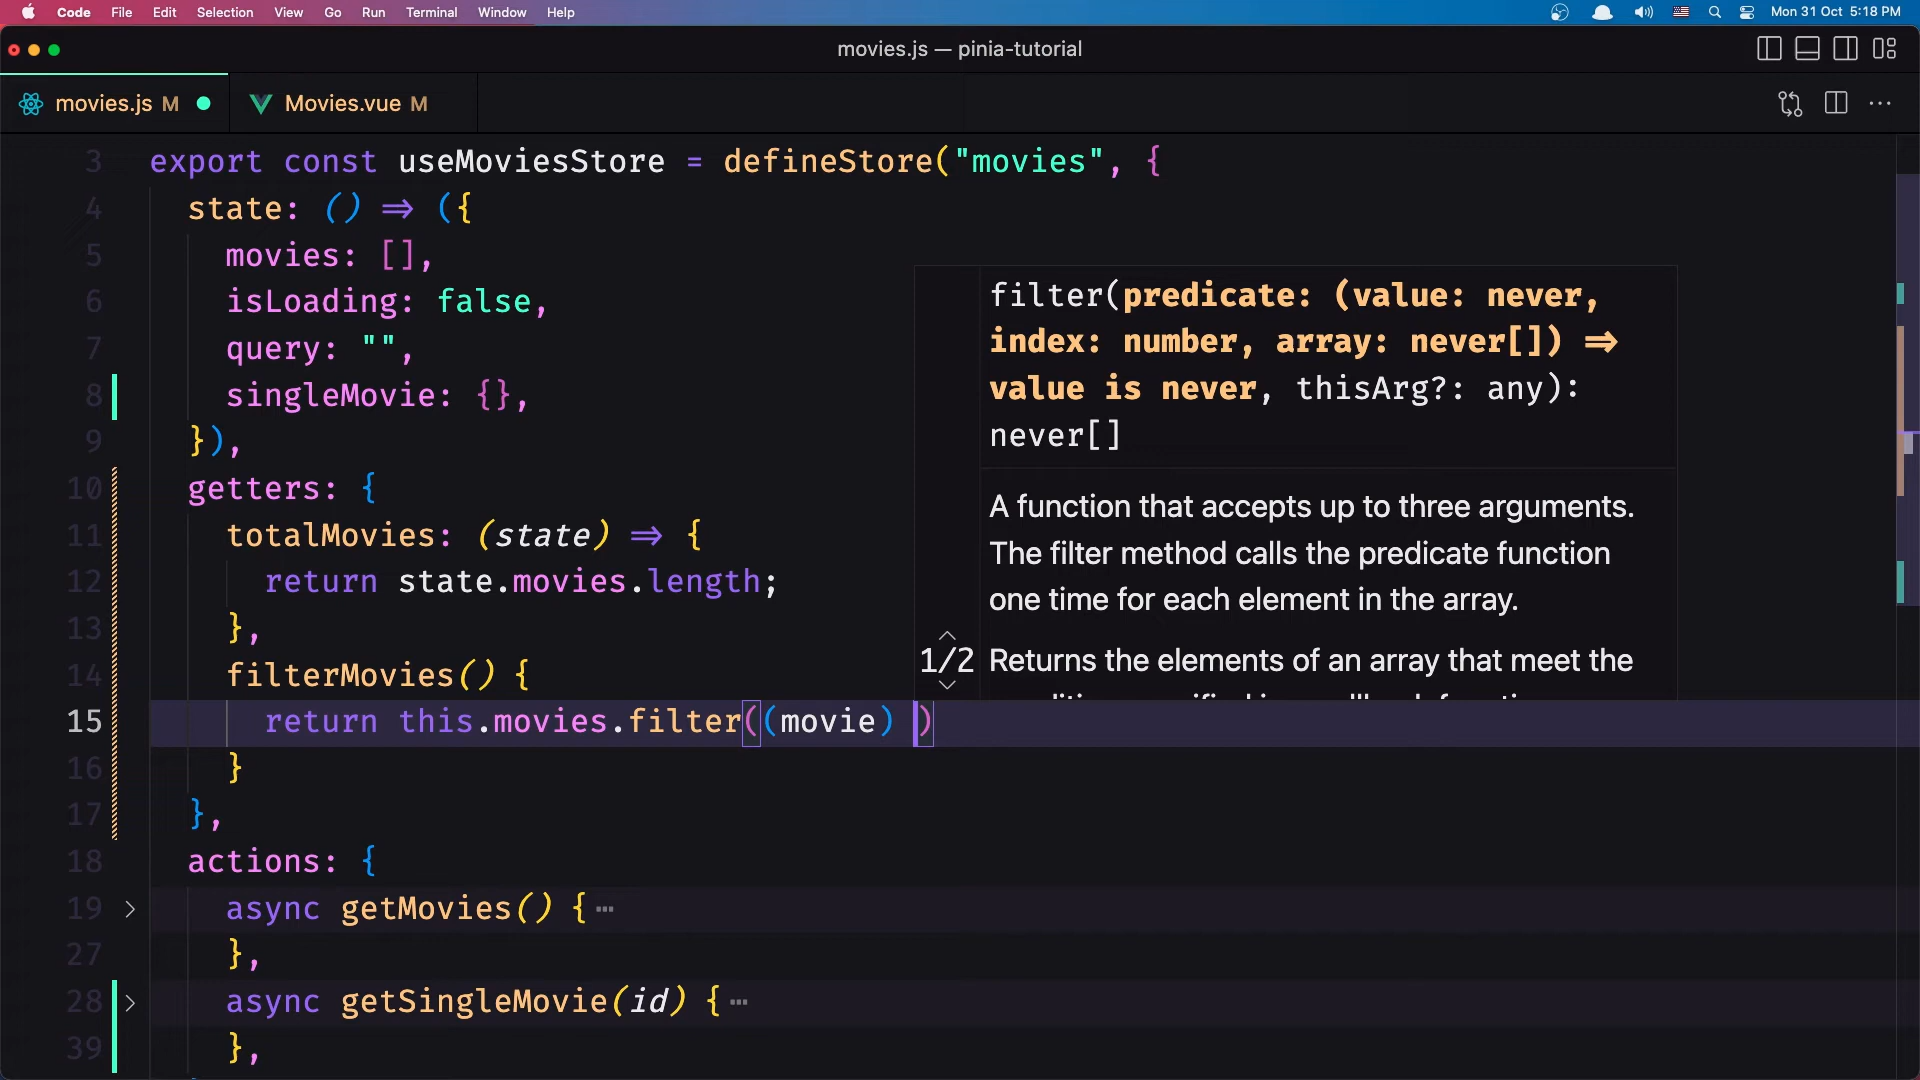 Code File Edit Selection View Go Run Terminal Window Help Mon 31 Oct 5:18 PM
movies.js — pinia-tutorial
movies.js M Movies.vue M
3 export const useMoviesStore = defineStore("movies", {
4 state: () => ({
5 movies: [],
6 isLoading: false,
7 query: "",
8 singleMovie: {},
9 }),
10 getters: {
11 totalMovies: (state) => {
12 return state.movies.length;
13 },
14 filterMovies() {
15 return this.movies.filter((movie) )
16 }
17 },
18 actions: {
19 async getMovies() { ⋯
27 },
28 async getSingleMovie(id) { ⋯
39 },
filter(predicate: (value: never,
index: number, array: never[]) =>
value is never, thisArg?: any):
never[]
A function that accepts up to three arguments.
The filter method calls the predicate function
one time for each element in the array.
1/2 Returns the elements of an array that meet the